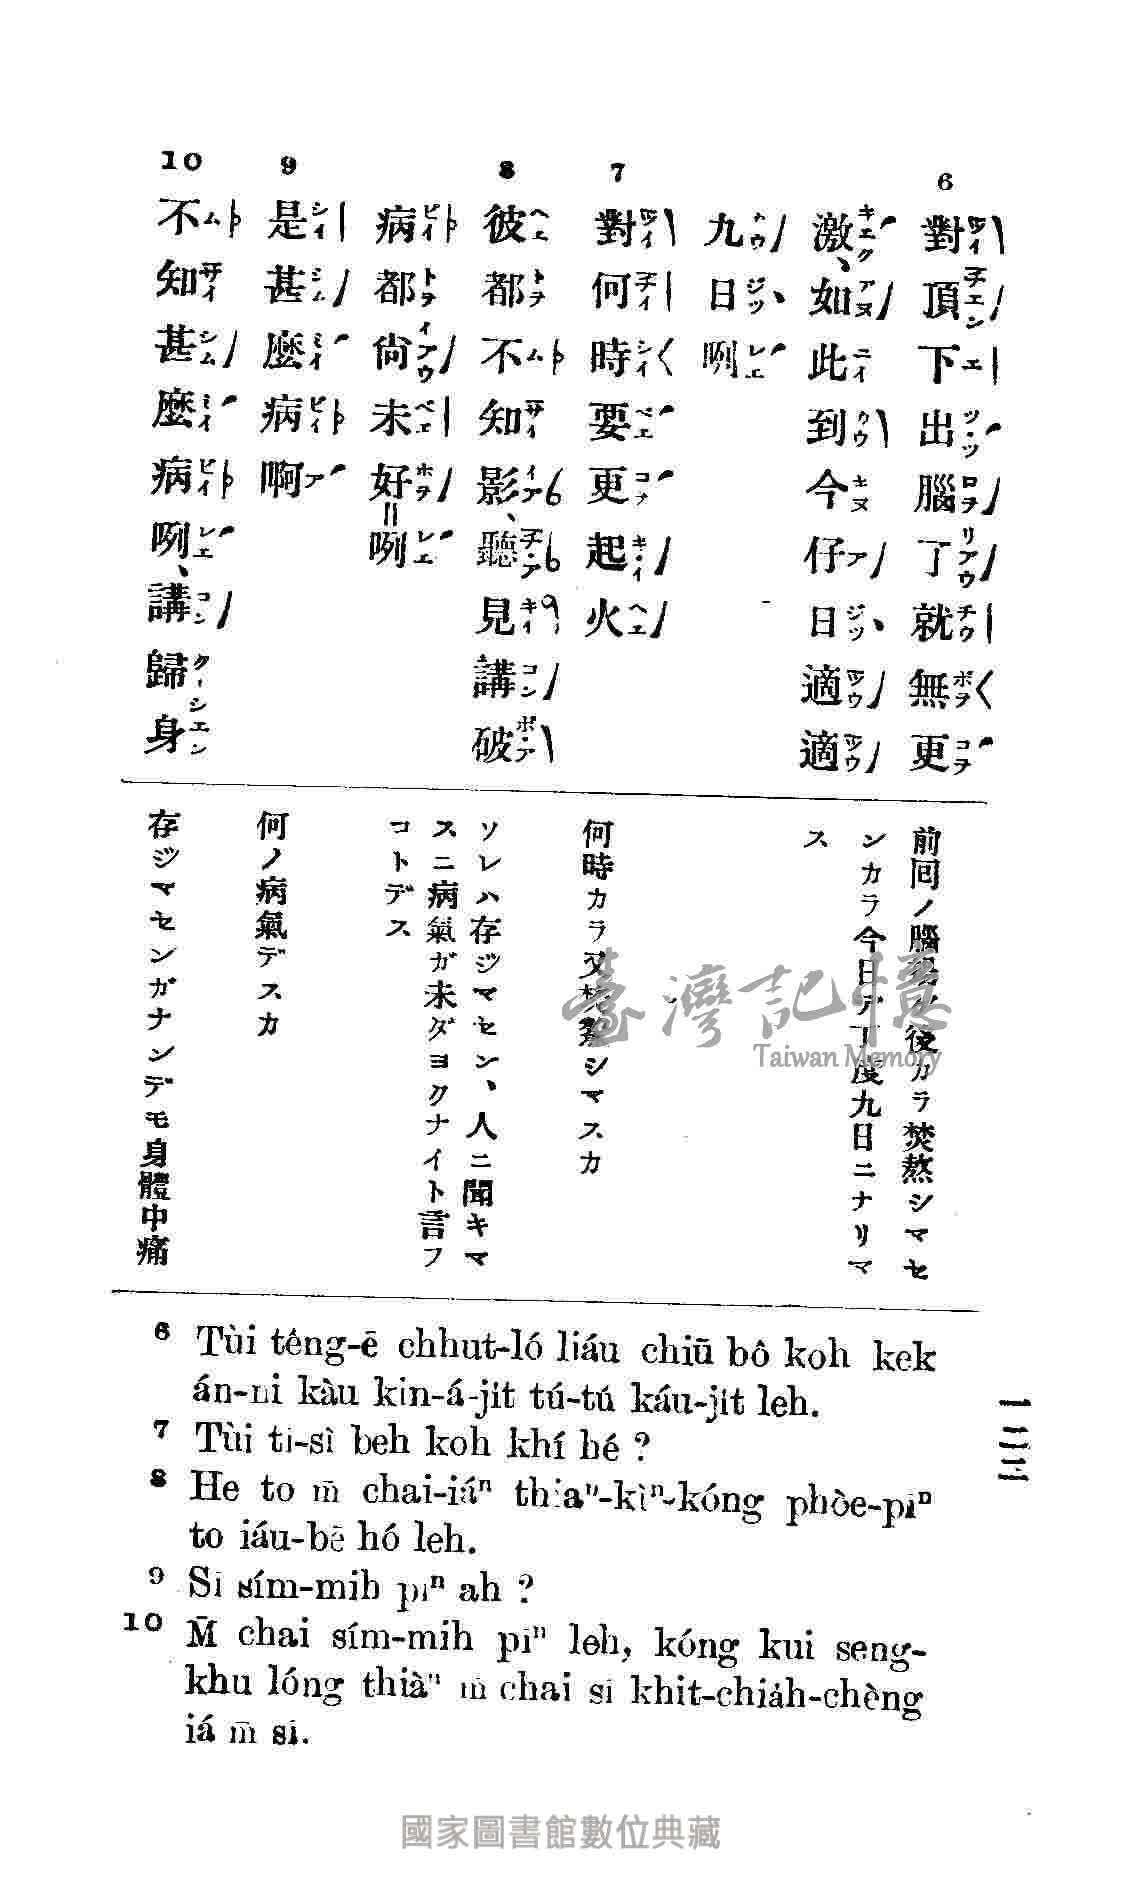 6
對頂下出腦了就無更
激、如此到今仔日適適
九日咧
7
對何時要更起火
8
彼都不知影、聽見講破
病都尙未好=咧
9
是甚麼病啊
10
不知甚麼病咧、講歸身
前回ノ腦出後カラ焚熬シマセ
ンカラ今日デ丁度九日ニナリマ
ス
何時カラ又焚熬シマスカ
ソレハ存ジマセン、人ニ聞キマ
スニ病氣ガ未ダヨクナイト言フ
コトデス
何ノ病氣デスカ
存ジマセンガナンデモ身體中痛
6 Tùi têng-ē chhut-ló liáu chiū bô koh kek
án-ni kàu kin-á-jit tú-tú káu-jit leh.
7 Tùi ti-sì beh koh khí hé ?
8 He to m̄ chai-iáⁿ thiaⁿ-kìⁿ-kóng phòe-pīⁿ
to iáu-bē hó leh.
9 Sī sím-mih pīⁿ ah ?
10 M̄ chai sím-mih pīⁿ leh, kóng kui seng-
khu lóng thiàⁿ m̄ chai sī khit-chia̍h-chèng
iá m̄ sī.
一二三
臺灣記憶
Taiwan Memory
國家圖書館數位典藏